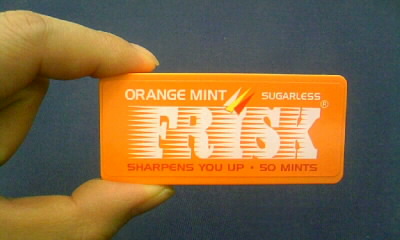 ORANGE MINT SUGARLESS
FRISK®
SHARPENS YOU UP · 50 MINTS